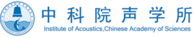 中科院声学所
Institute of Acoustics,Chinese Academy of Sciences